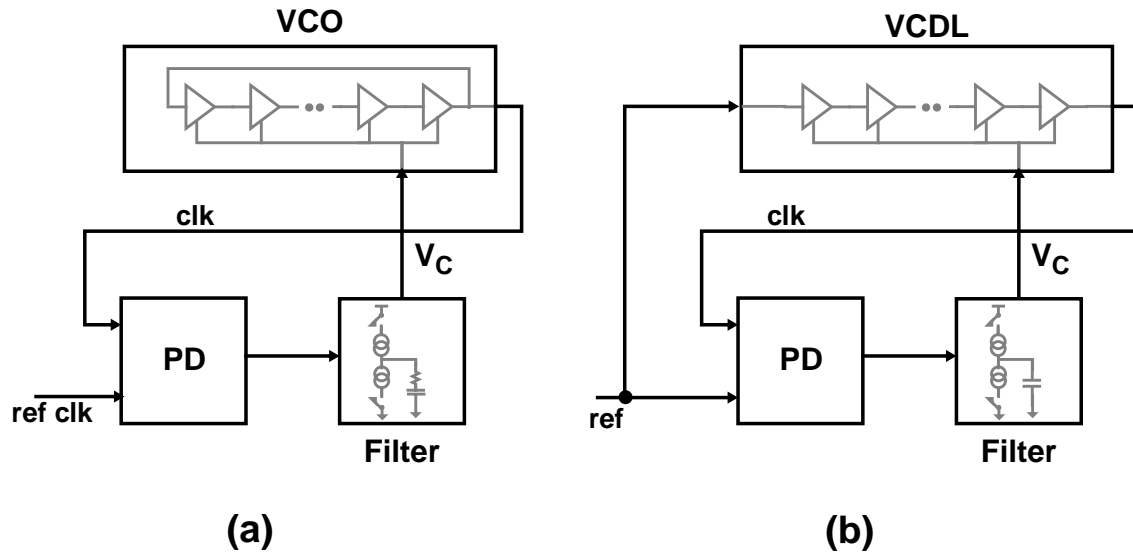 VCO
clk
V_C
PD
ref clk
Filter
(a)
VCDL
clk
V_C
PD
ref
Filter
(b)